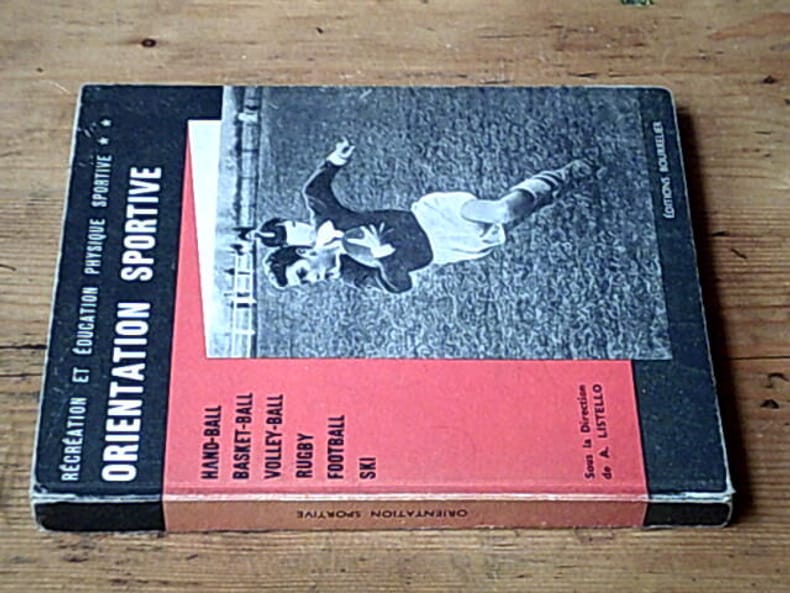 RÉCRÉATION ET ÉDUCATION PHYSIQUE SPORTIVE ★ ★
ORIENTATION SPORTIVE
HAND-BALL
BASKET-BALL
VOLLEY-BALL
RUGBY
FOOTBALL
SKI
Sous la Direction
de A. LISTELLO
ÉDITIONS BOURRELIER
ORIENTATION SPORTIVE